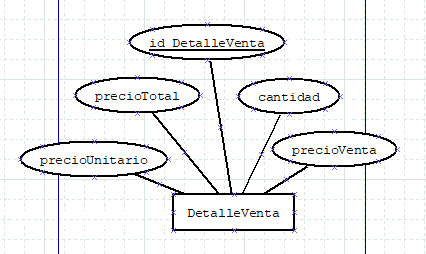 id_DetalleVenta
precioTotal
cantidad
precioVenta
precioUnitario
DetalleVenta